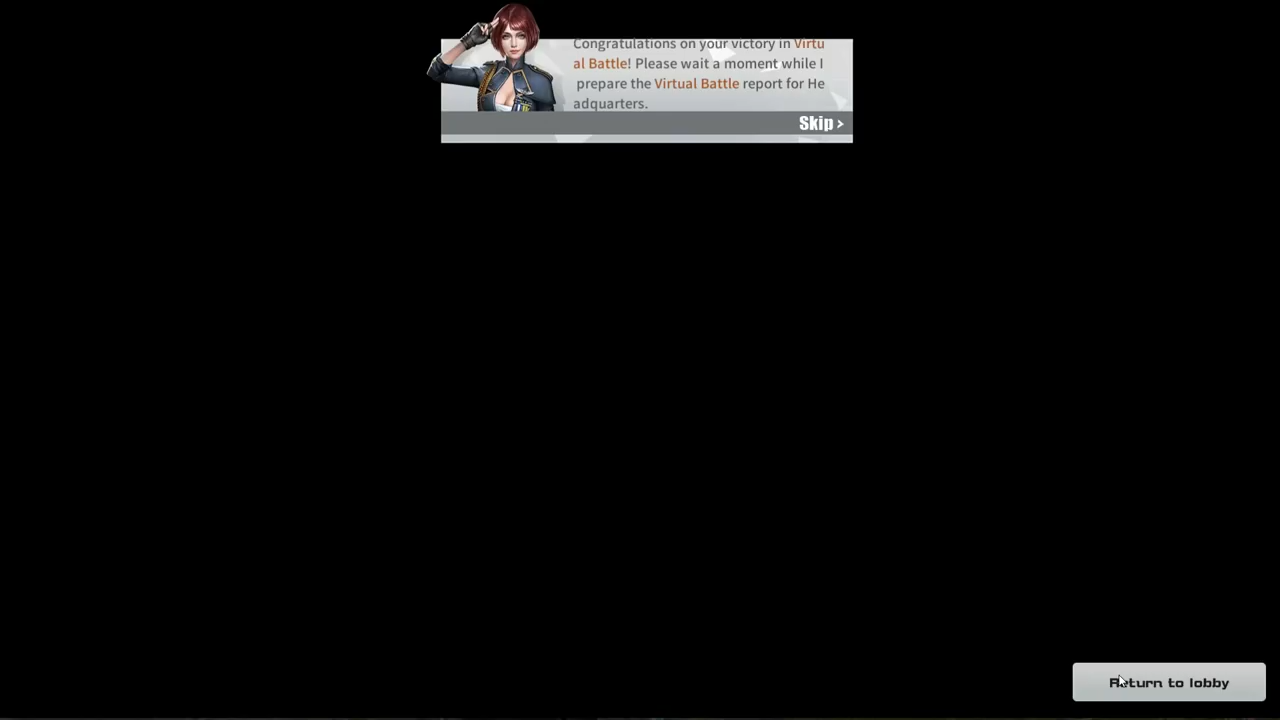 Congratulations on your victory in Virtu
al Battle! Please wait a moment while I
prepare the Virtual Battle report for He
adquarters.
Skip >
Return to lobby